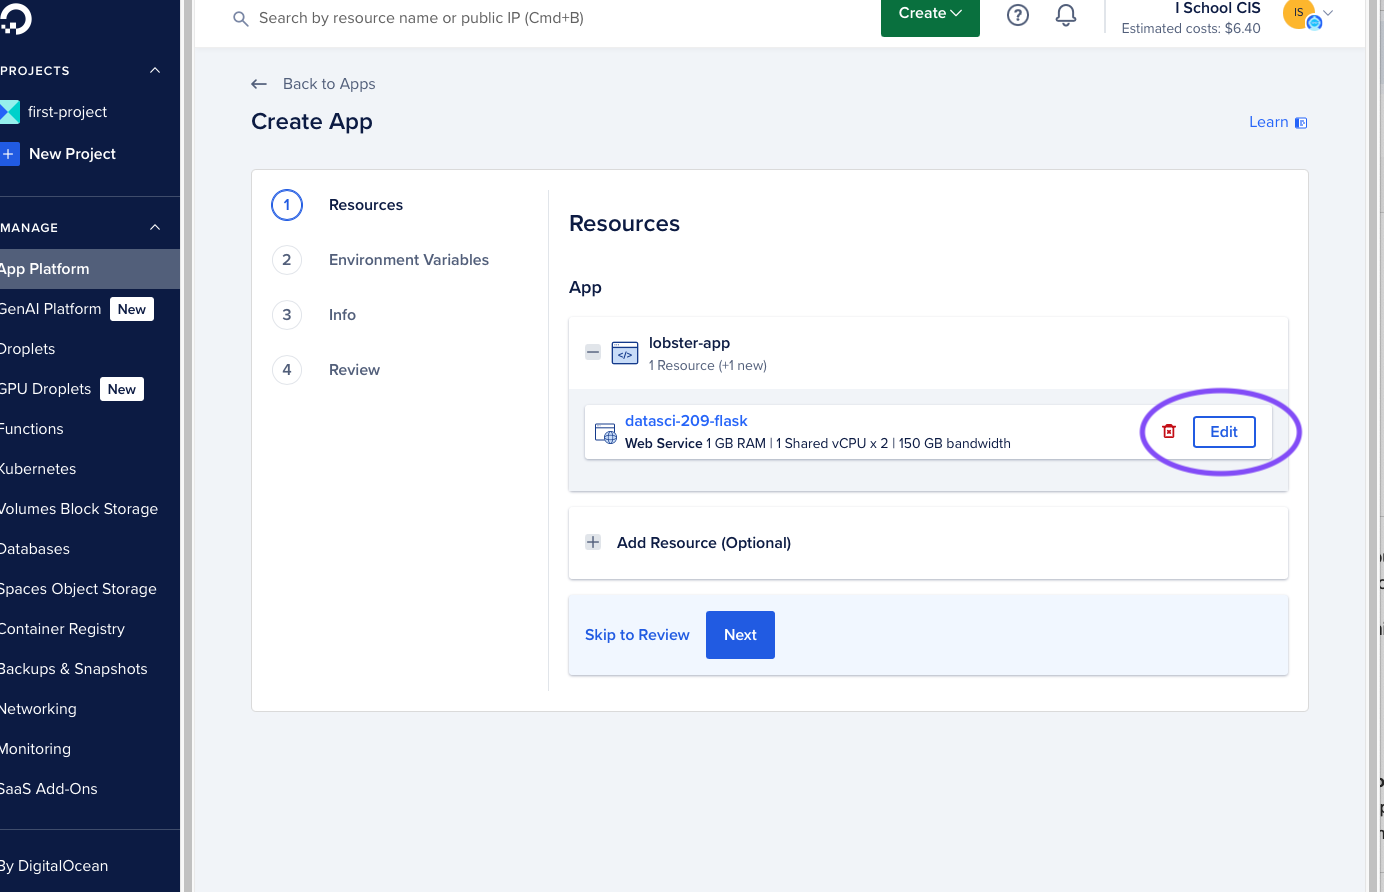 Search by resource name or public IP (Cmd+B)
Create
I School CIS
Estimated costs: $6.40
IS
PROJECTS
first-project
New Project
MANAGE
App Platform
GenAI Platform New
Droplets
GPU Droplets New
Functions
Kubernetes
Volumes Block Storage
Databases
Spaces Object Storage
Container Registry
Backups & Snapshots
Networking
Monitoring
SaaS Add-Ons
By DigitalOcean
← Back to Apps
Create App
Learn
1 Resources
2 Environment Variables
3 Info
4 Review
Resources
App
lobster-app
1 Resource (+1 new)
datasci-209-flask
Web Service 1 GB RAM | 1 Shared vCPU x 2 | 150 GB bandwidth
Edit
Add Resource (Optional)
Skip to Review
Next